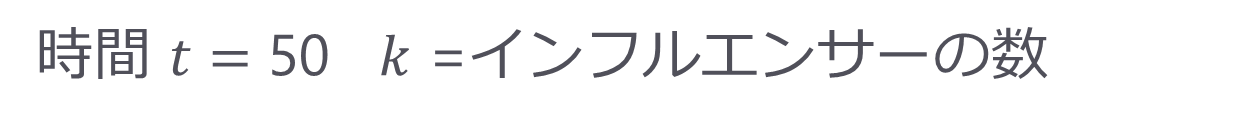 時間 t = 50 k =インフルエンサーの数